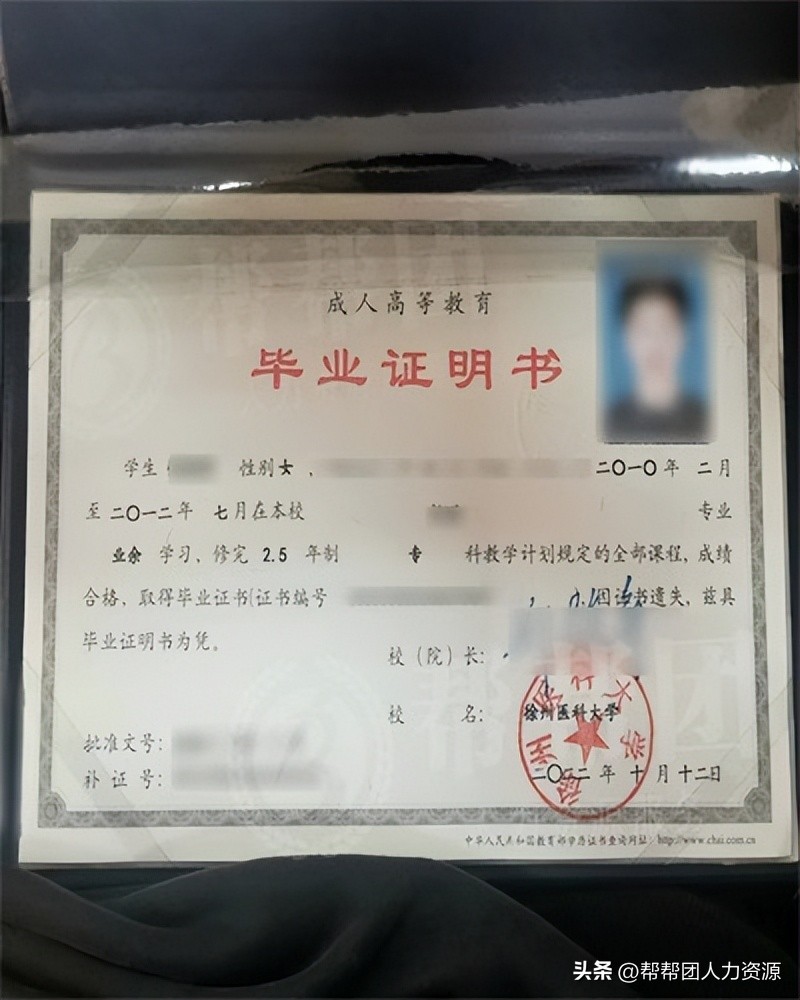 成人高等教育
毕业证明书
学生 性别女、 二〇一〇年 二月
至二〇一二年 七月在本校 专业
业余 学习、修完 2.5 年制 专 科教学计划规定的全部课程,成绩
合格,取得毕业证书(证书编号 因该书遗失,兹具
毕业证明书为凭。
校(院)长:
校 名: 徐州医科大学
批准文号:
补 证 号:
二〇二二年 十月十二日
中华人民共和国教育部学历证书查询网址:http://www.chsi.com.cn
帮帮团
头条 @帮帮团人力资源